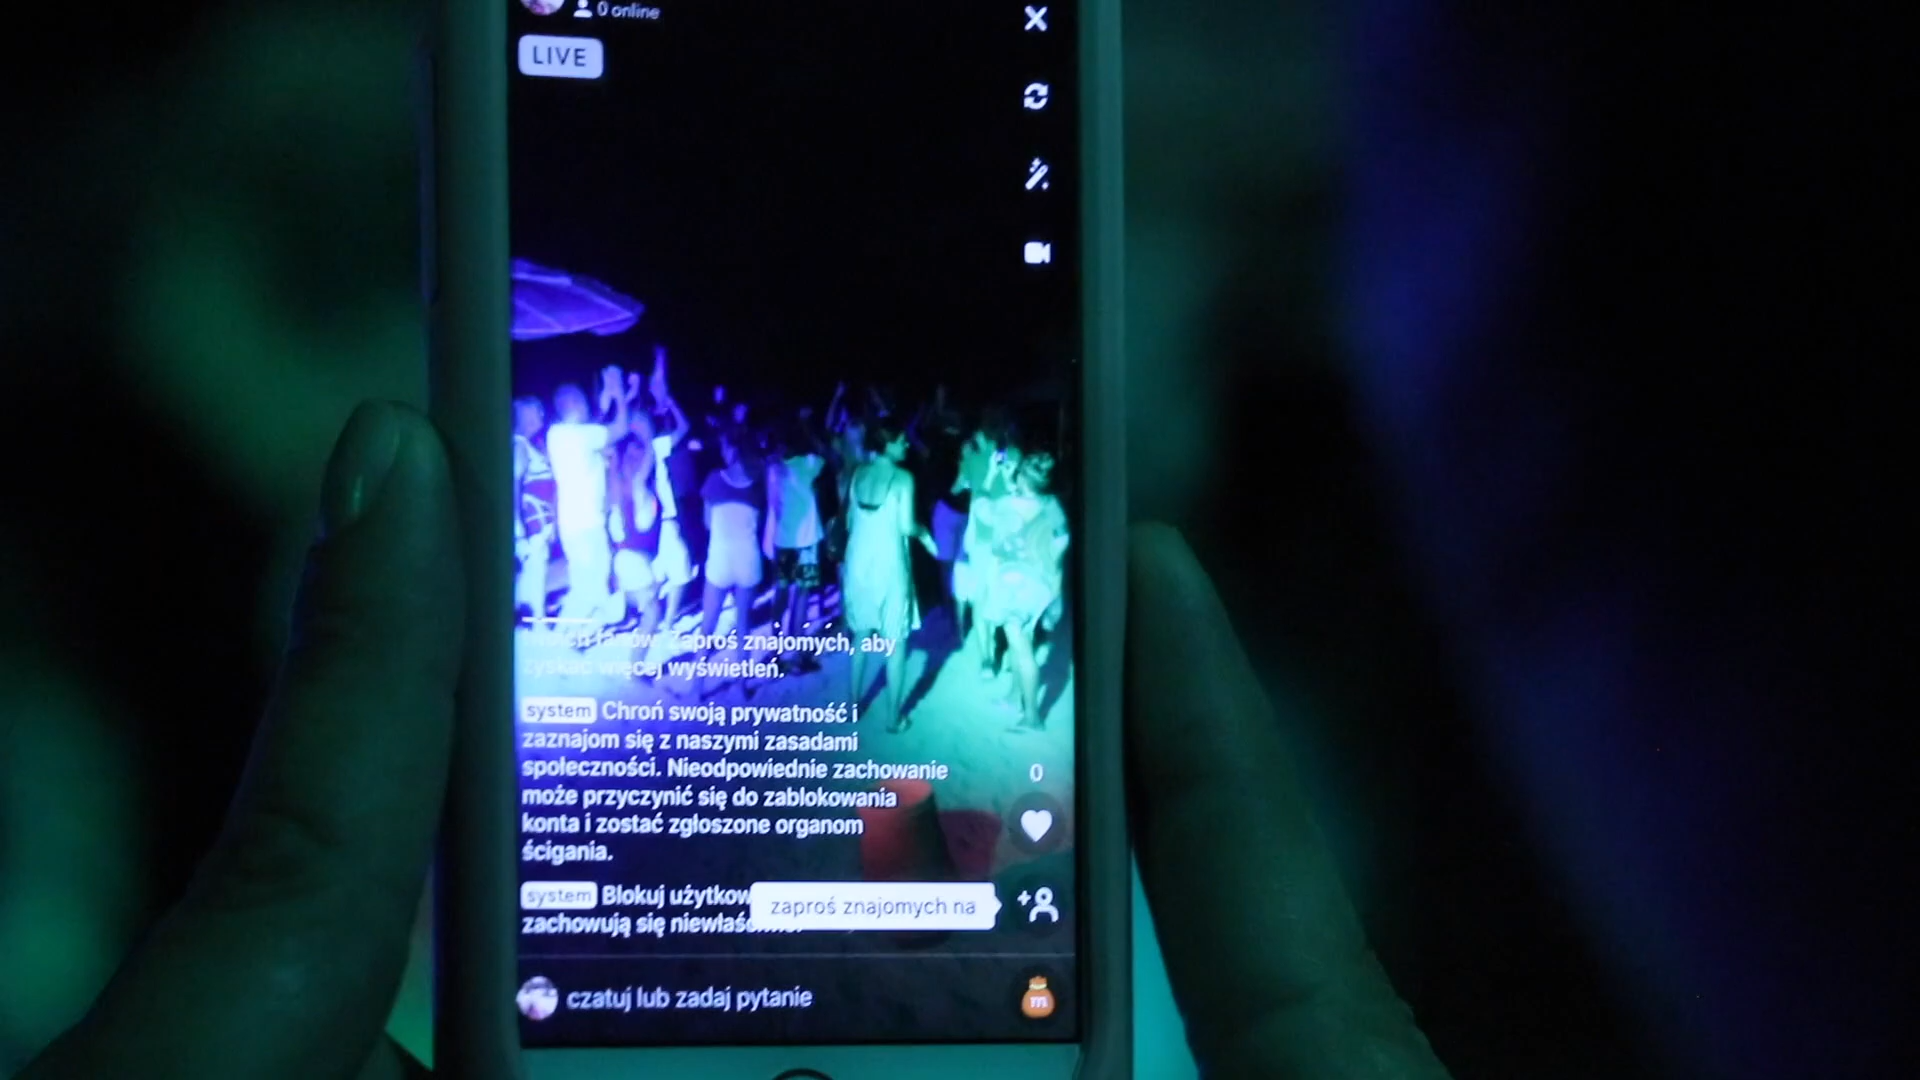 0 online
LIVE
Zaproś znajomych, aby
zyskać więcej wyświetleń.
system Chroń swoją prywatność i
zaznajom się z naszymi zasadami
społeczności. Nieodpowiednie zachowanie
może przyczynić się do zablokowania
konta i zostać zgłoszone organom
ścigania.
0
system Blokuj
zaproś znajomych na
zachowują się
czatuj lub zadaj pytanie
m